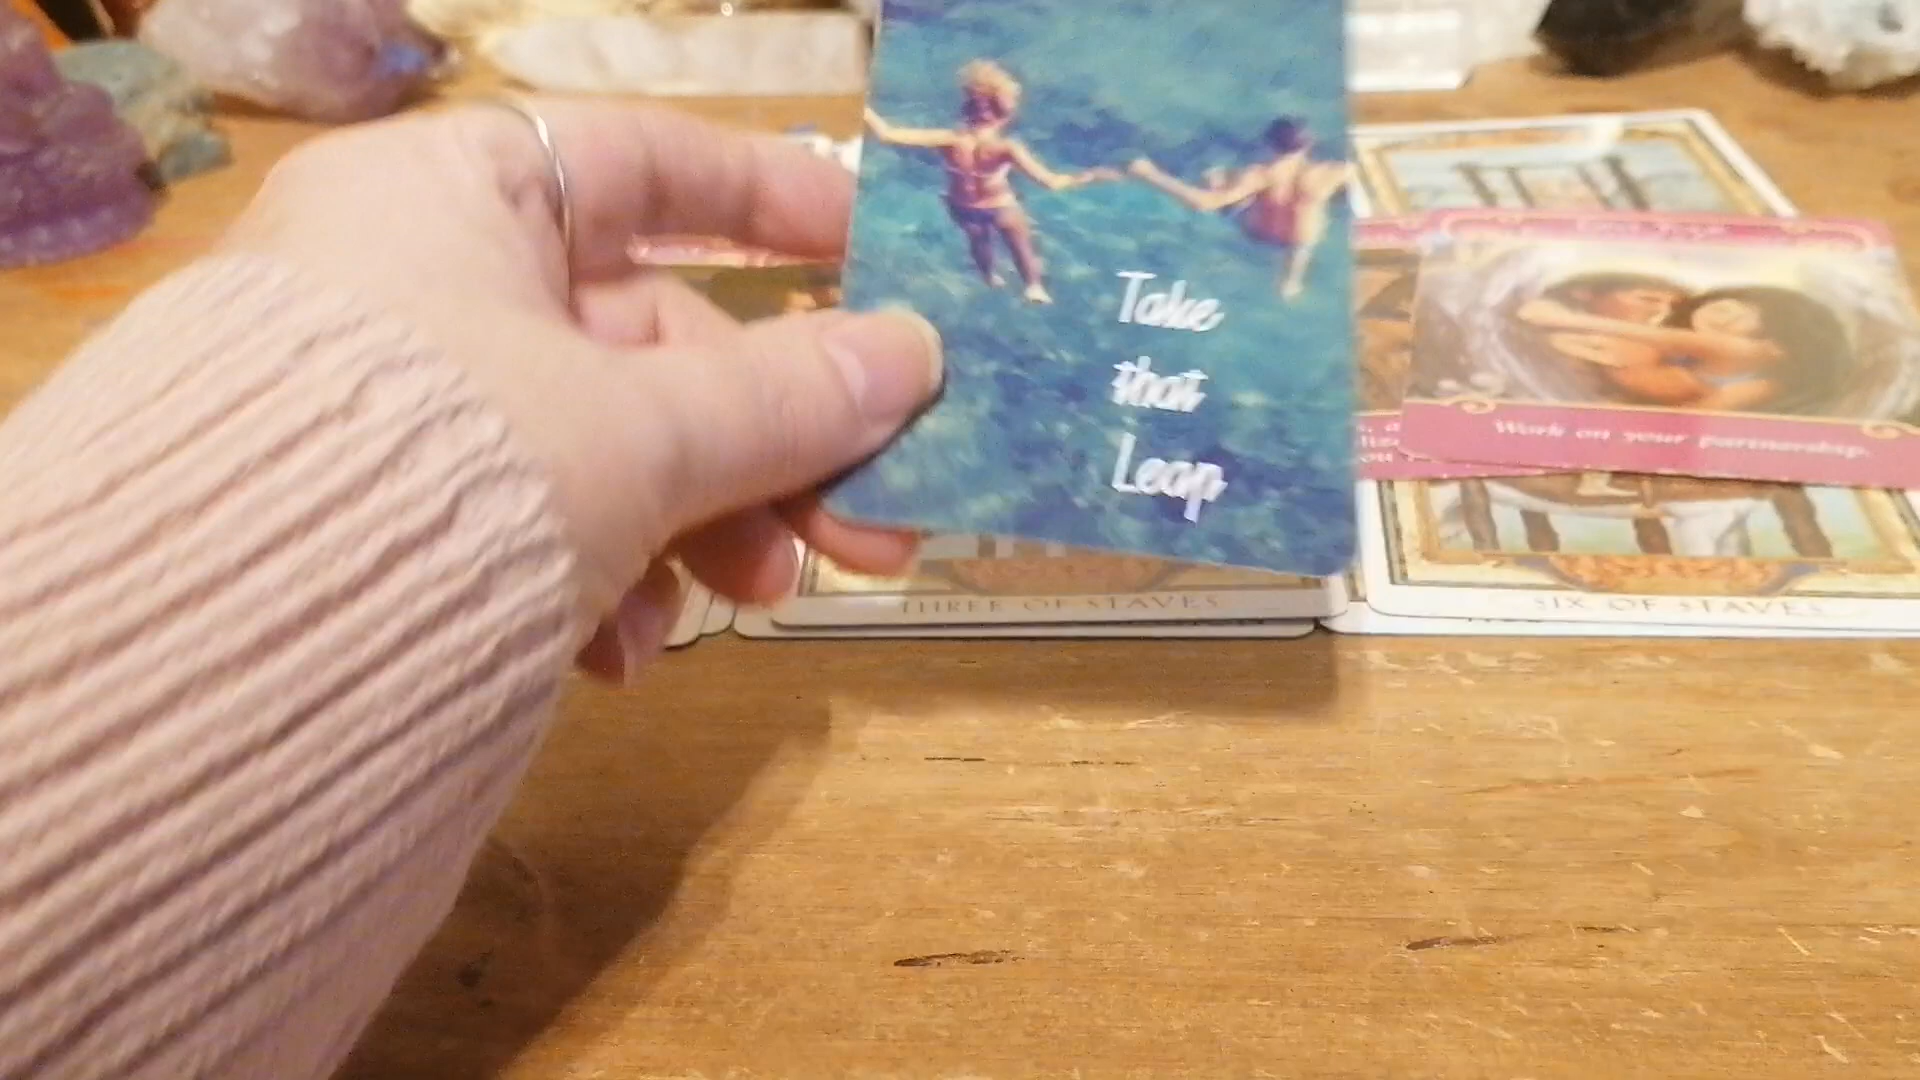 Take
that
Leap
Work on your partnership.
THREE OF STAVES
SIX OF STAVES